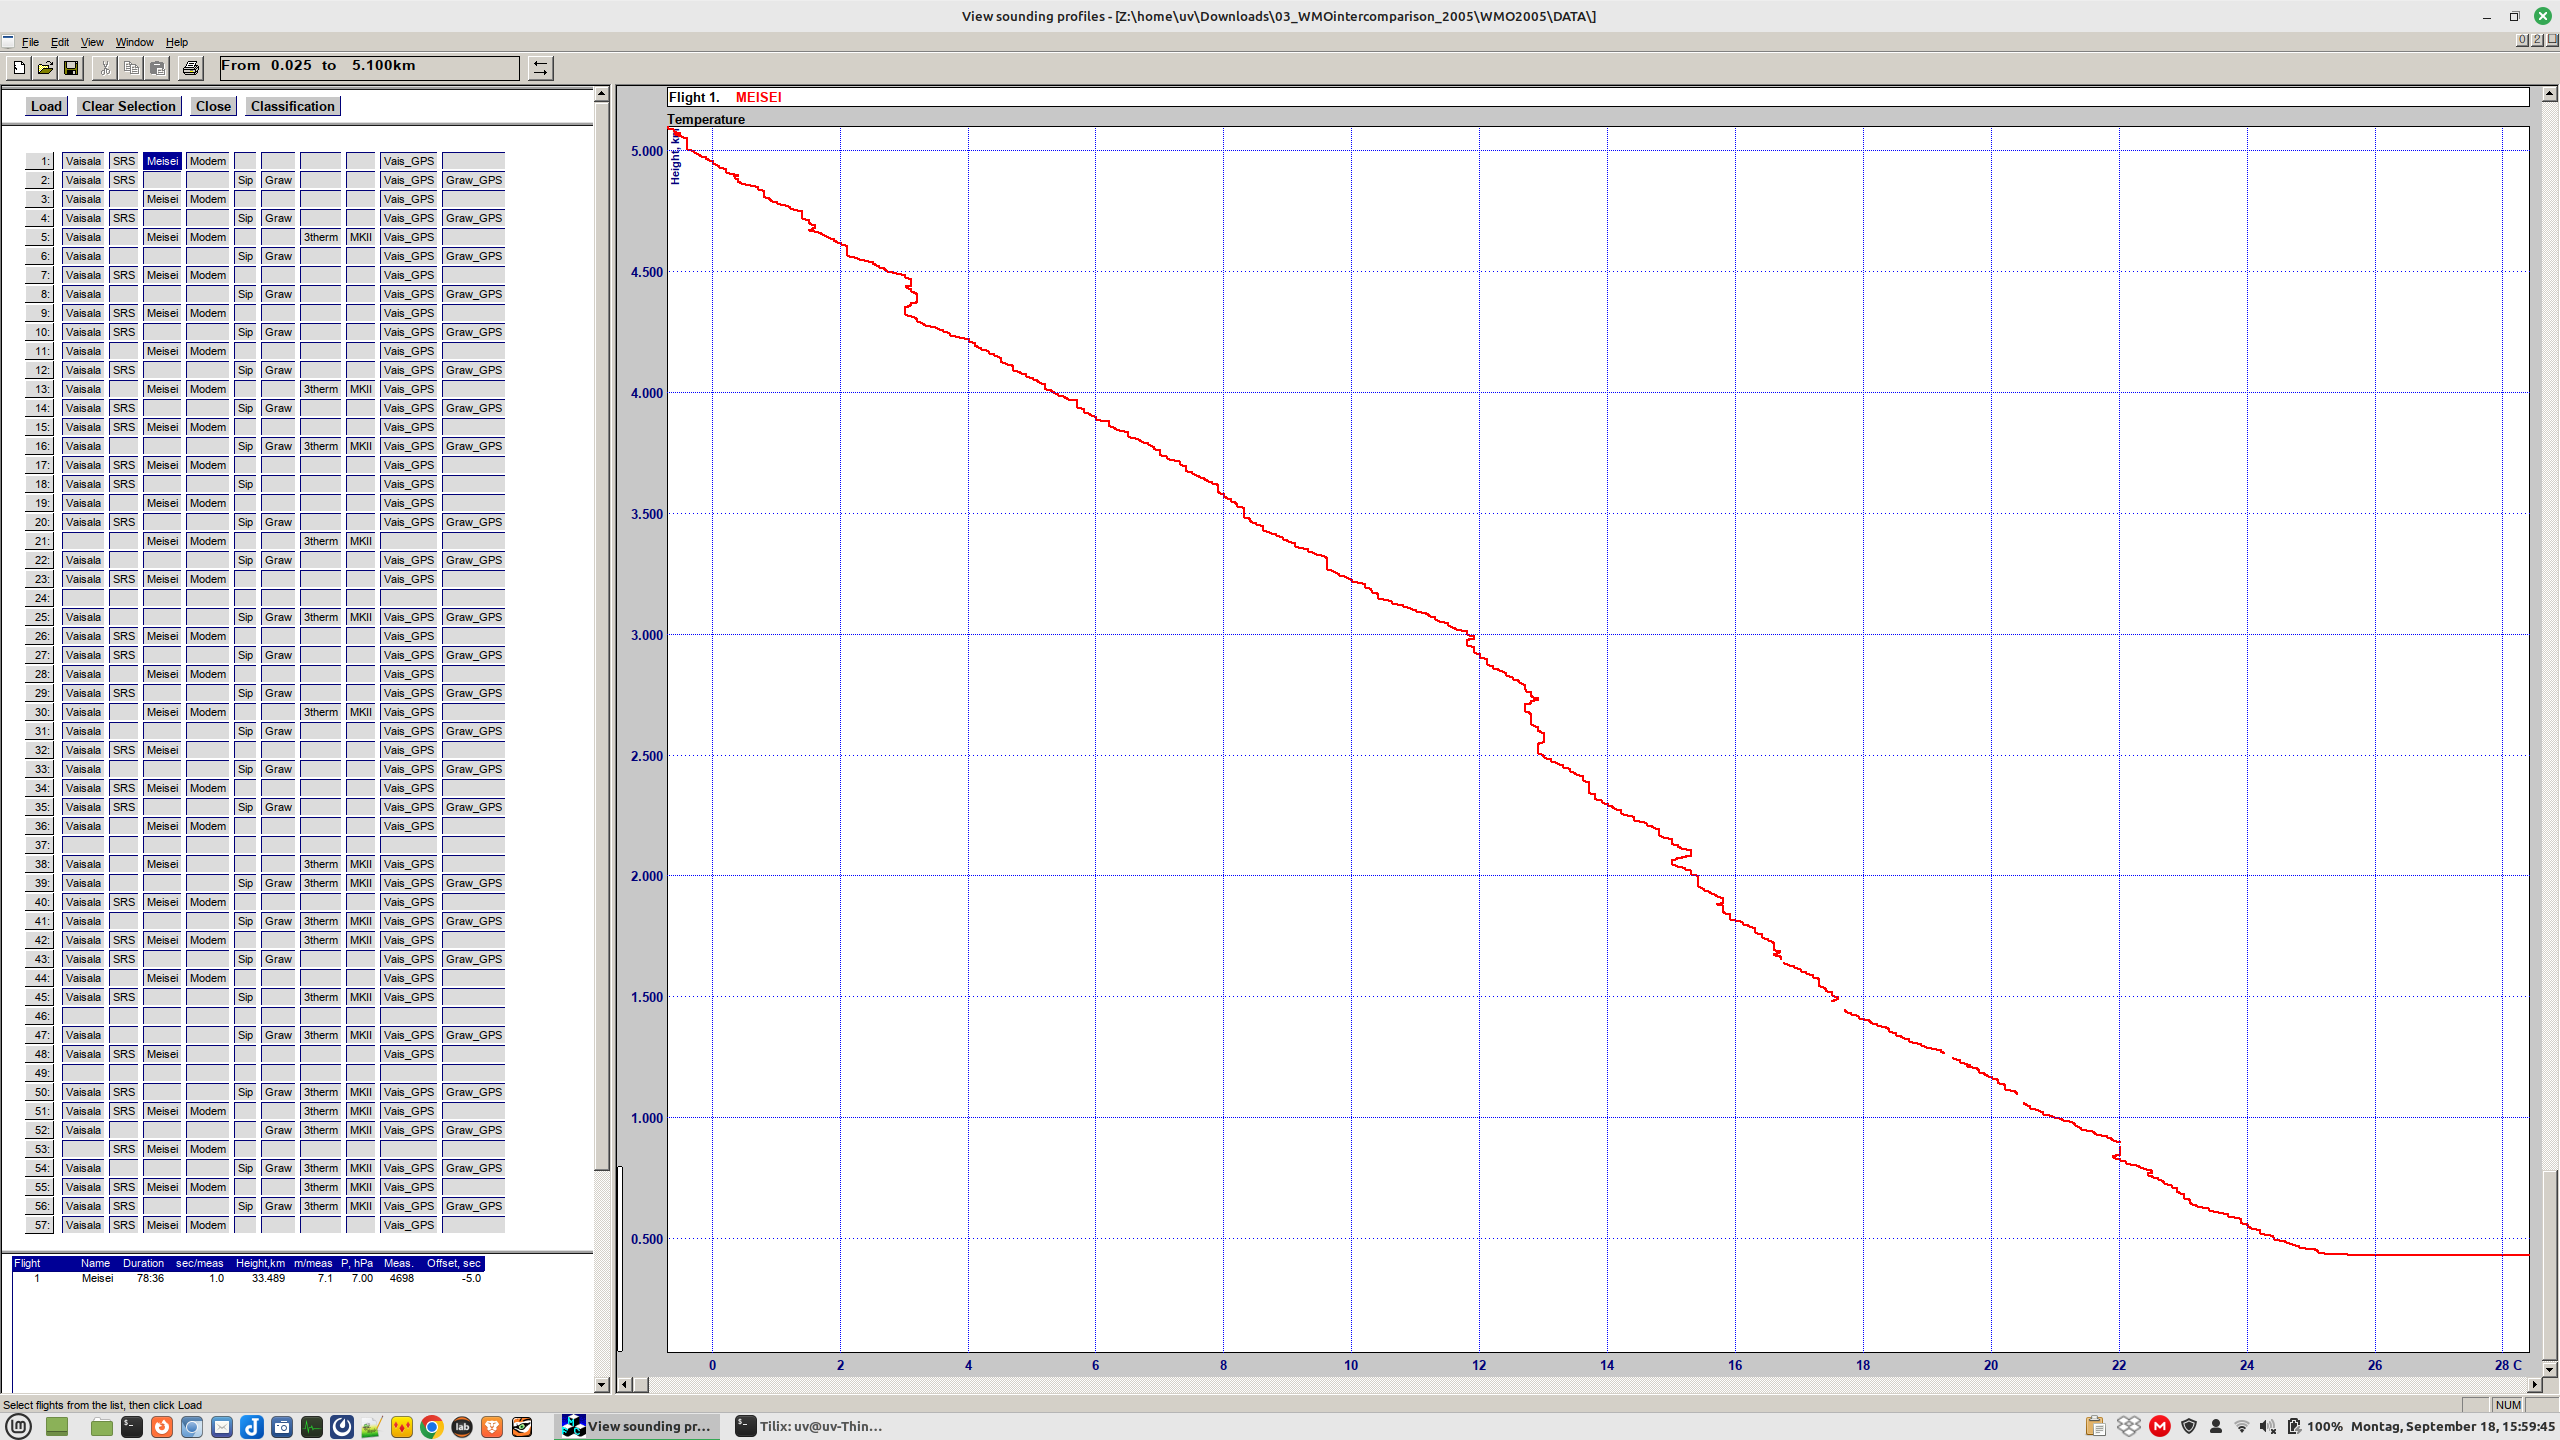 View sounding profiles - [Z:\home\uv\Downloads\03_WMOintercomparison_2005\WMO2005\DATA\]
File Edit View Window Help
From 0.025 to 5.100km
Load Clear Selection Close Classification
1: Vaisala SRS Meisei Modem Vais_GPS
2: Vaisala SRS Sip Graw Vais_GPS Graw_GPS
3: Vaisala Meisei Modem Vais_GPS
4: Vaisala SRS Sip Graw Vais_GPS Graw_GPS
5: Vaisala Meisei Modem 3therm MKII Vais_GPS
6: Vaisala Sip Graw Vais_GPS Graw_GPS
7: Vaisala SRS Meisei Modem Vais_GPS
8: Vaisala Sip Graw Vais_GPS Graw_GPS
9: Vaisala SRS Meisei Modem Vais_GPS
10: Vaisala SRS Sip Graw Vais_GPS Graw_GPS
11: Vaisala Meisei Modem Vais_GPS
12: Vaisala SRS Sip Graw Vais_GPS Graw_GPS
13: Vaisala Meisei Modem 3therm MKII Vais_GPS
14: Vaisala SRS Sip Graw Vais_GPS Graw_GPS
15: Vaisala SRS Meisei Modem Vais_GPS
16: Vaisala Sip Graw 3therm MKII Vais_GPS Graw_GPS
17: Vaisala SRS Meisei Modem Vais_GPS
18: Vaisala SRS Sip Vais_GPS
19: Vaisala Meisei Modem Vais_GPS
20: Vaisala SRS Sip Graw Vais_GPS Graw_GPS
21: Meisei Modem 3therm MKII
22: Vaisala Sip Graw Vais_GPS Graw_GPS
23: Vaisala SRS Meisei Modem Vais_GPS
24:
25: Vaisala Sip Graw 3therm MKII Vais_GPS Graw_GPS
26: Vaisala SRS Meisei Modem Vais_GPS
27: Vaisala SRS Sip Graw Vais_GPS Graw_GPS
28: Vaisala Meisei Modem Vais_GPS
29: Vaisala SRS Sip Graw Vais_GPS Graw_GPS
30: Vaisala Meisei Modem 3therm MKII Vais_GPS
31: Vaisala Sip Graw Vais_GPS Graw_GPS
32: Vaisala SRS Meisei Vais_GPS
33: Vaisala Sip Graw Vais_GPS Graw_GPS
34: Vaisala SRS Meisei Modem Vais_GPS
35: Vaisala SRS Sip Graw Vais_GPS Graw_GPS
36: Vaisala Meisei Modem Vais_GPS
37:
38: Vaisala Meisei 3therm MKII Vais_GPS
39: Vaisala Sip Graw 3therm MKII Vais_GPS Graw_GPS
40: Vaisala SRS Meisei Modem Vais_GPS
41: Vaisala Sip Graw 3therm MKII Vais_GPS Graw_GPS
42: Vaisala SRS Meisei Modem 3therm MKII Vais_GPS
43: Vaisala SRS Sip Graw Vais_GPS Graw_GPS
44: Vaisala Meisei Modem Vais_GPS
45: Vaisala SRS Sip 3therm MKII Vais_GPS
46:
47: Vaisala Sip Graw 3therm MKII Vais_GPS Graw_GPS
48: Vaisala SRS Meisei Vais_GPS
49:
50: Vaisala SRS Sip Graw 3therm MKII Vais_GPS Graw_GPS
51: Vaisala SRS Meisei Modem 3therm MKII Vais_GPS
52: Vaisala Graw 3therm MKII Vais_GPS Graw_GPS
53: SRS Meisei Modem
54: Vaisala Sip Graw 3therm MKII Vais_GPS Graw_GPS
55: Vaisala SRS Meisei Modem 3therm MKII Vais_GPS
56: Vaisala SRS Sip Graw 3therm MKII Vais_GPS Graw_GPS
57: Vaisala SRS Meisei Modem Vais_GPS
Flight Name Duration sec/meas Height,km m/meas P, hPa Meas. Offset, sec
1 Meisei 78:36 1.0 33.489 7.1 7.00 4698 -5.0
Flight 1. MEISEI
Temperature
Height, km
5.000
4.500
4.000
3.500
3.000
2.500
2.000
1.500
1.000
0.500
0 2 4 6 8 10 12 14 16 18 20 22 24 26 28 C
Select flights from the list, then click Load
NUM
lab
View sounding pr...
Tilix: uv@uv-Thin...
100% Montag, September 18, 15:59:45